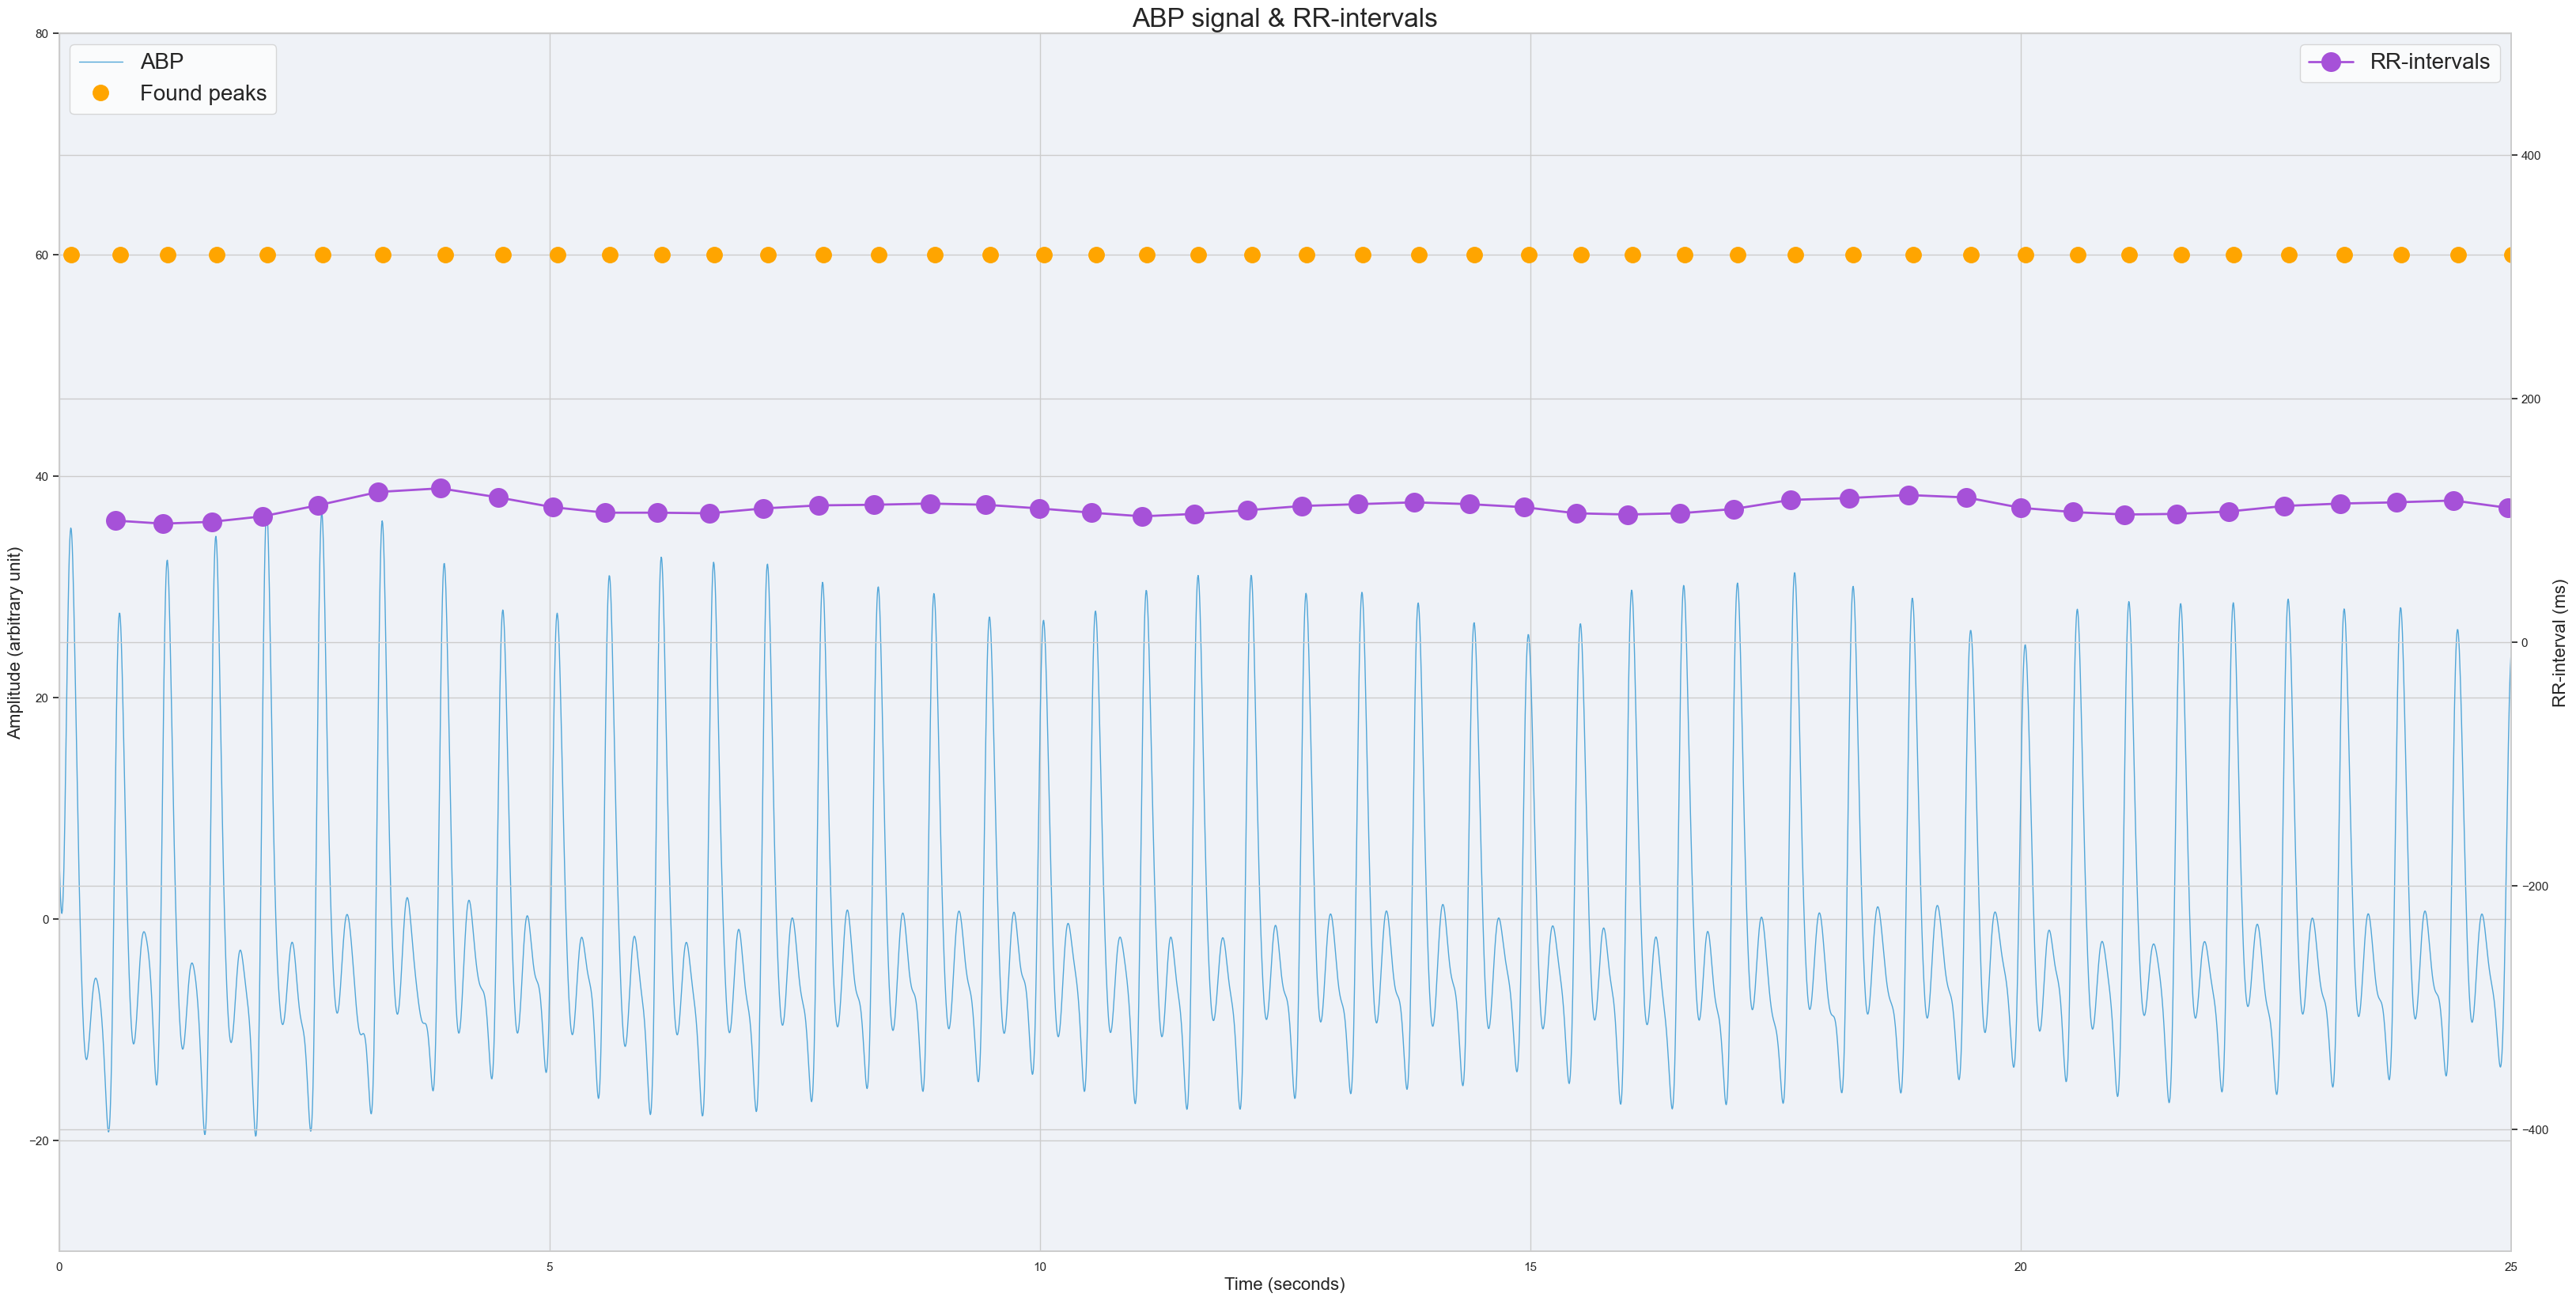 ABP signal & RR-intervals
ABP
Found peaks
RR-intervals
80
60
40
20
0
−20
Amplitude (arbitrary unit)
400
200
0
−200
−400
RR-interval (ms)
0
5
10
15
20
25
Time (seconds)